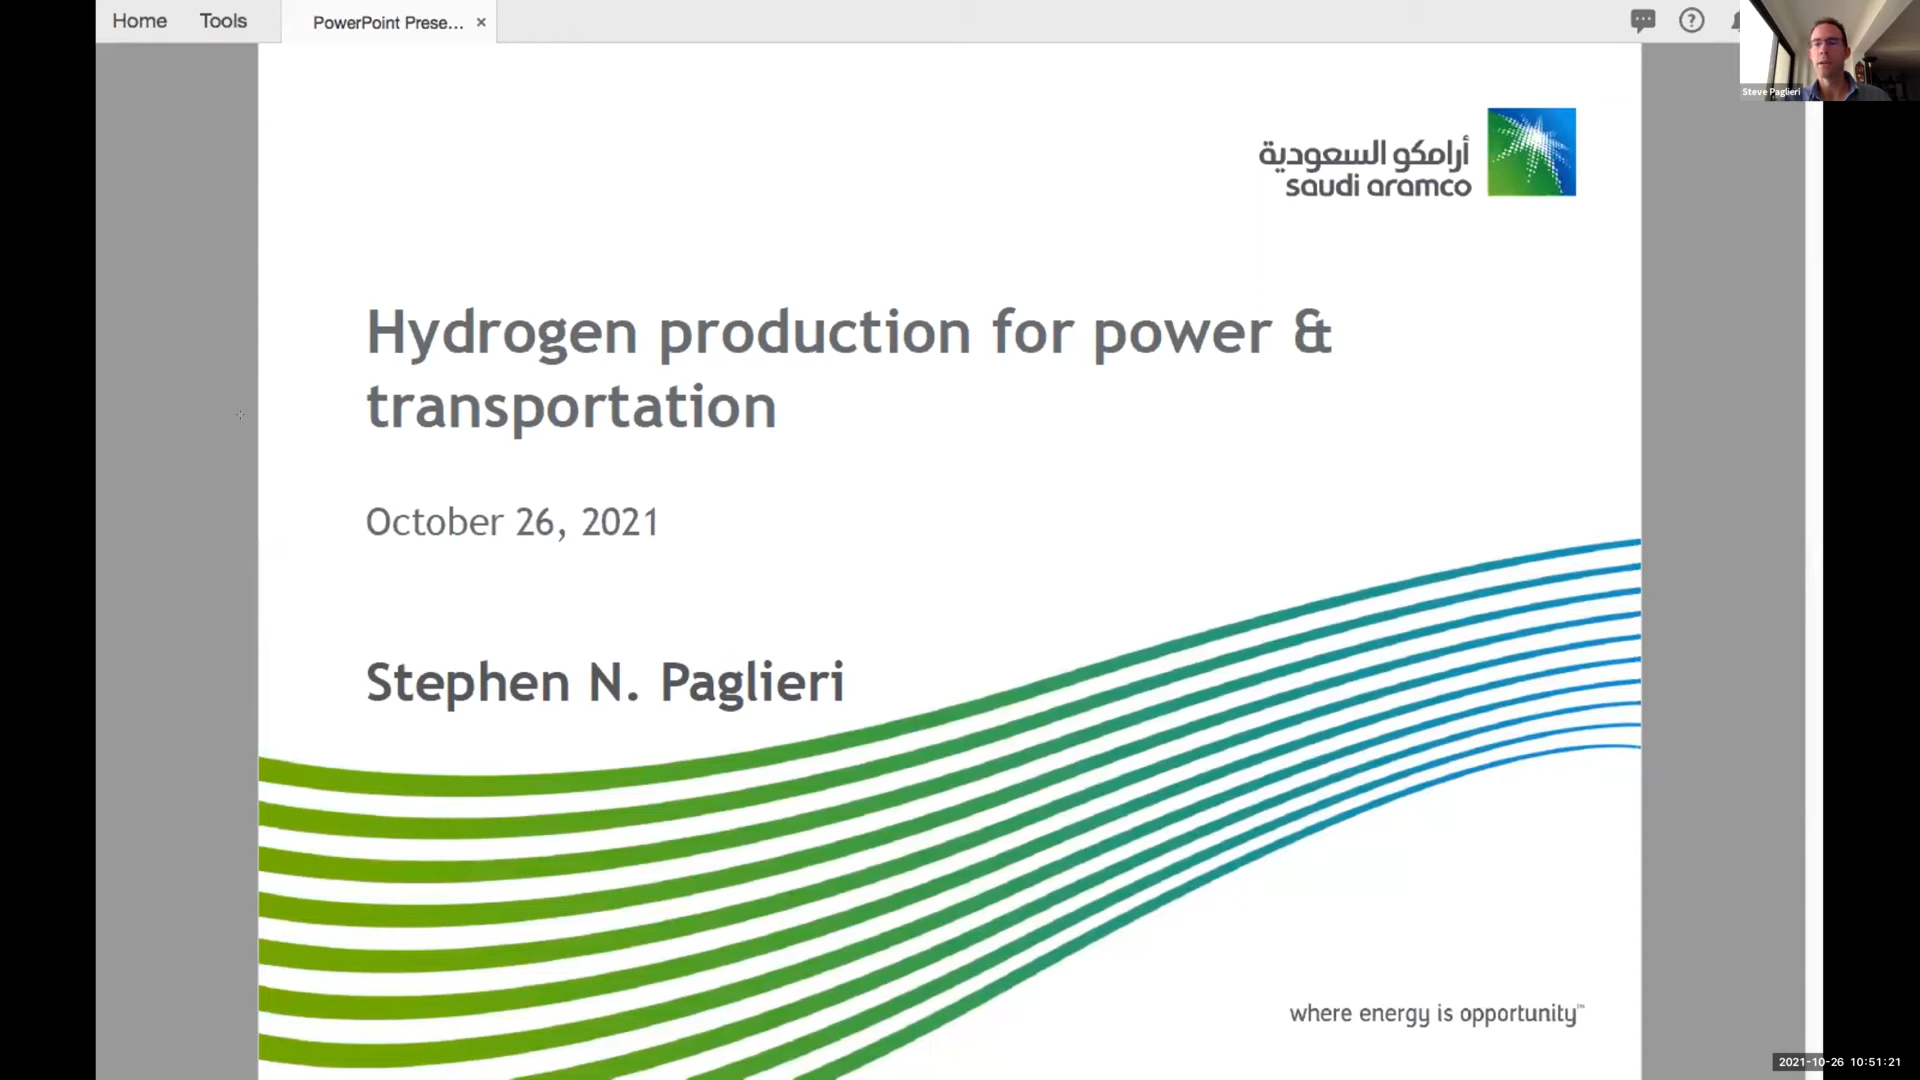 Home Tools PowerPoint Prese... ×
Steve Paglieri
أرامكو السعودية
saudi aramco
Hydrogen production for power &
transportation
October 26, 2021
Stephen N. Paglieri
where energy is opportunity™
2021-10-26 10:51:21